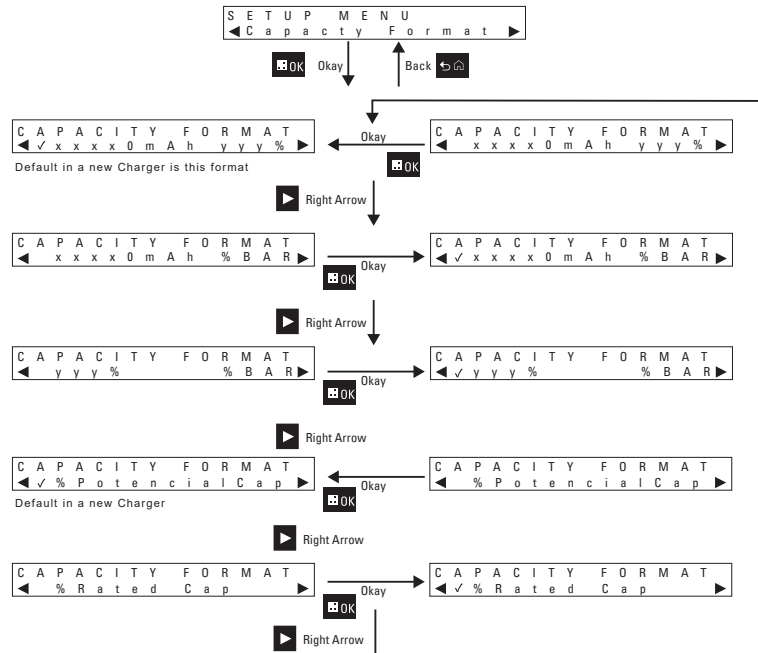 SETUP MENU
◀Capacty Format ▶
OK Okay Back
CAPACITY FORMAT
◀✓xxxx0mAh yyy%▶
Okay
OK
CAPACITY FORMAT
◀ xxxx0mAh yyy%▶
Default in a new Charger is this format
▶ Right Arrow
CAPACITY FORMAT
◀ xxxx0mAh %BAR▶
Okay
OK
CAPACITY FORMAT
◀✓xxxx0mAh %BAR▶
▶ Right Arrow
CAPACITY FORMAT
◀ yyy% %BAR▶
Okay
OK
CAPACITY FORMAT
◀✓yyy% %BAR▶
▶ Right Arrow
CAPACITY FORMAT
◀✓%PotencialCap▶
Okay
OK
CAPACITY FORMAT
◀ %PotencialCap▶
Default in a new Charger
▶ Right Arrow
CAPACITY FORMAT
◀ %Rated Cap ▶
Okay
OK
CAPACITY FORMAT
◀✓%Rated Cap ▶
▶ Right Arrow